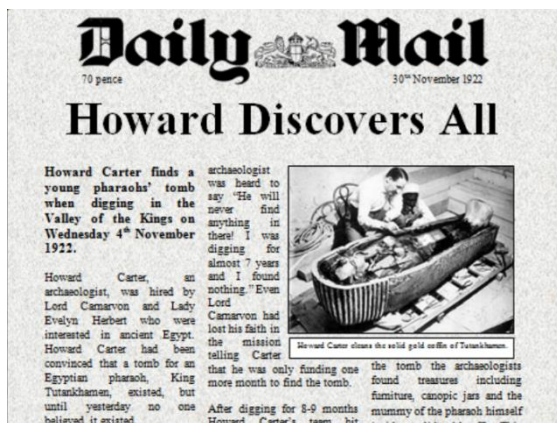 Daily Mail
70 pence
30th November 1922
Howard Discovers All
Howard Carter finds a
young pharaohs' tomb
when digging in the
Valley of the Kings on
Wednesday 4th November
1922.
Howard Carter, an
archaeologist, was hired by
Lord Carnarvon and Lady
Evelyn Herbert who were
interested in ancient Egypt.
Howard Carter had been
convinced that a tomb for an
Egyptian pharaoh, King
Tutankhamen, existed, but
until yesterday no one
believed it existed.
archaeologist
was heard to
say "He will
never find
anything in
there! I was
digging for
almost 7 years
and I found
nothing." Even
Lord
Carnarvon had
lost his faith in
the mission
telling Carter
that he was only funding one
more month to find the tomb.
After digging for 8-9 months
Howard Carter's team hit
Howard Carter cleans the solid gold coffin of Tutankhamen.
the tomb the archaeologists
found treasures including
furniture, canopic jars and the
mummy of the pharaoh himself